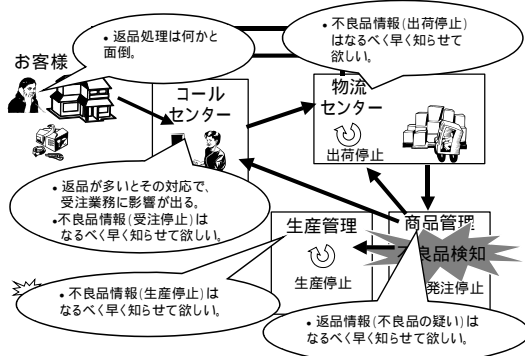 • 返品処理は何かと
面倒。
• 不良品情報(出荷停止)
はなるべく早く知らせて
欲しい。
お客様
コール
センター
物流
センター
出荷停止
• 返品が多いとその対応で、
受注業務に影響が出る。
•不良品情報(受注停止)は
なるべく早く知らせて欲しい。
生産管理
生産停止
商品管理
不良品検知
発注停止
• 不良品情報(生産停止)は
なるべく早く知らせて欲しい。
• 返品情報(不良品の疑い)は
なるべく早く知らせて欲しい。